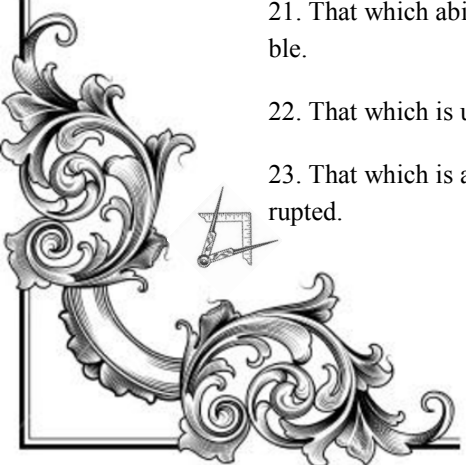 21. That which abi
ble.
22. That which is u
23. That which is a
rupted.